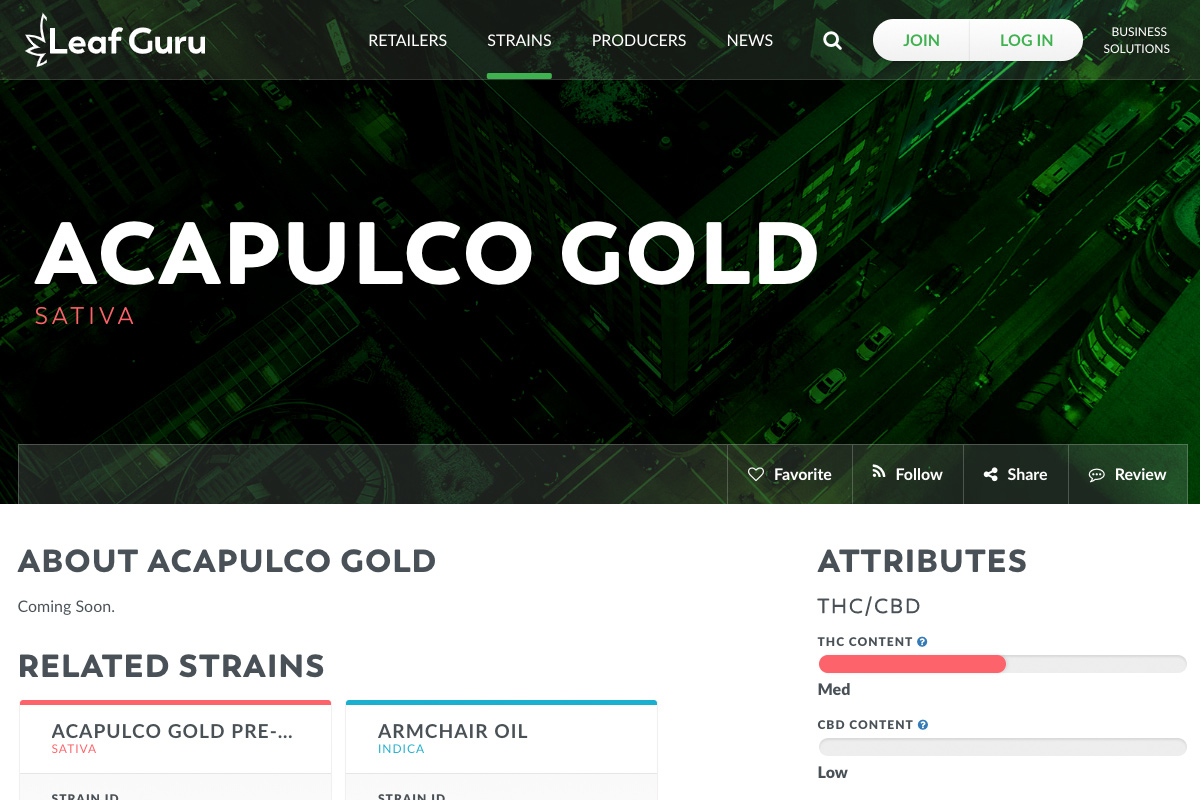 Leaf Guru
RETAILERS
STRAINS
PRODUCERS
NEWS
JOIN
LOG IN
BUSINESS
SOLUTIONS
ACAPULCO GOLD
SATIVA
Favorite
Follow
Share
Review
ABOUT ACAPULCO GOLD
Coming Soon.
RELATED STRAINS
ACAPULCO GOLD PRE-...
SATIVA
STRAIN ID
ARMCHAIR OIL
INDICA
STRAIN ID
ATTRIBUTES
THC/CBD
THC CONTENT
Med
CBD CONTENT
Low